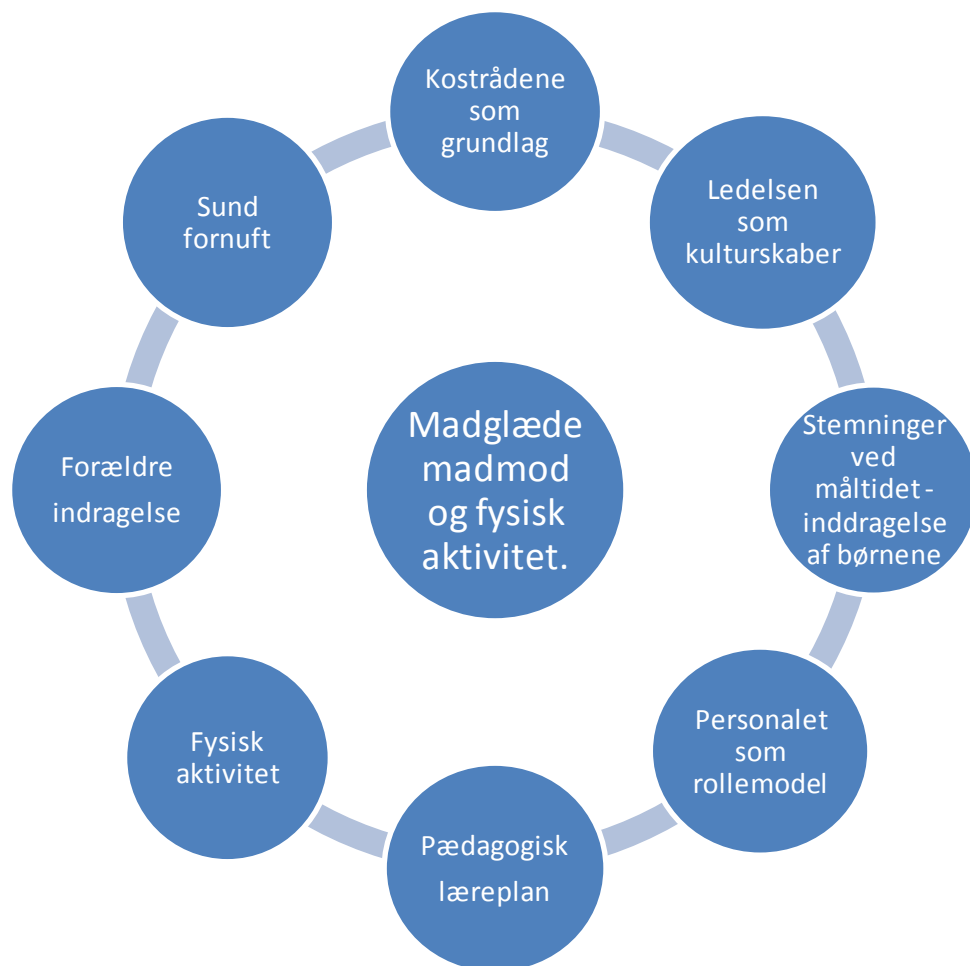 Kostrådene
som
grundlag
Ledelsen
som
kulturskaber
Stemninger
ved
måltidet -
inddragelse
af børnene
Personalet
som
rollemodel
Pædagogisk
læreplan
Fysisk
aktivitet
Forældre
indragelse
Sund
fornuft
Madglæde
madmod
og fysisk
aktivitet.